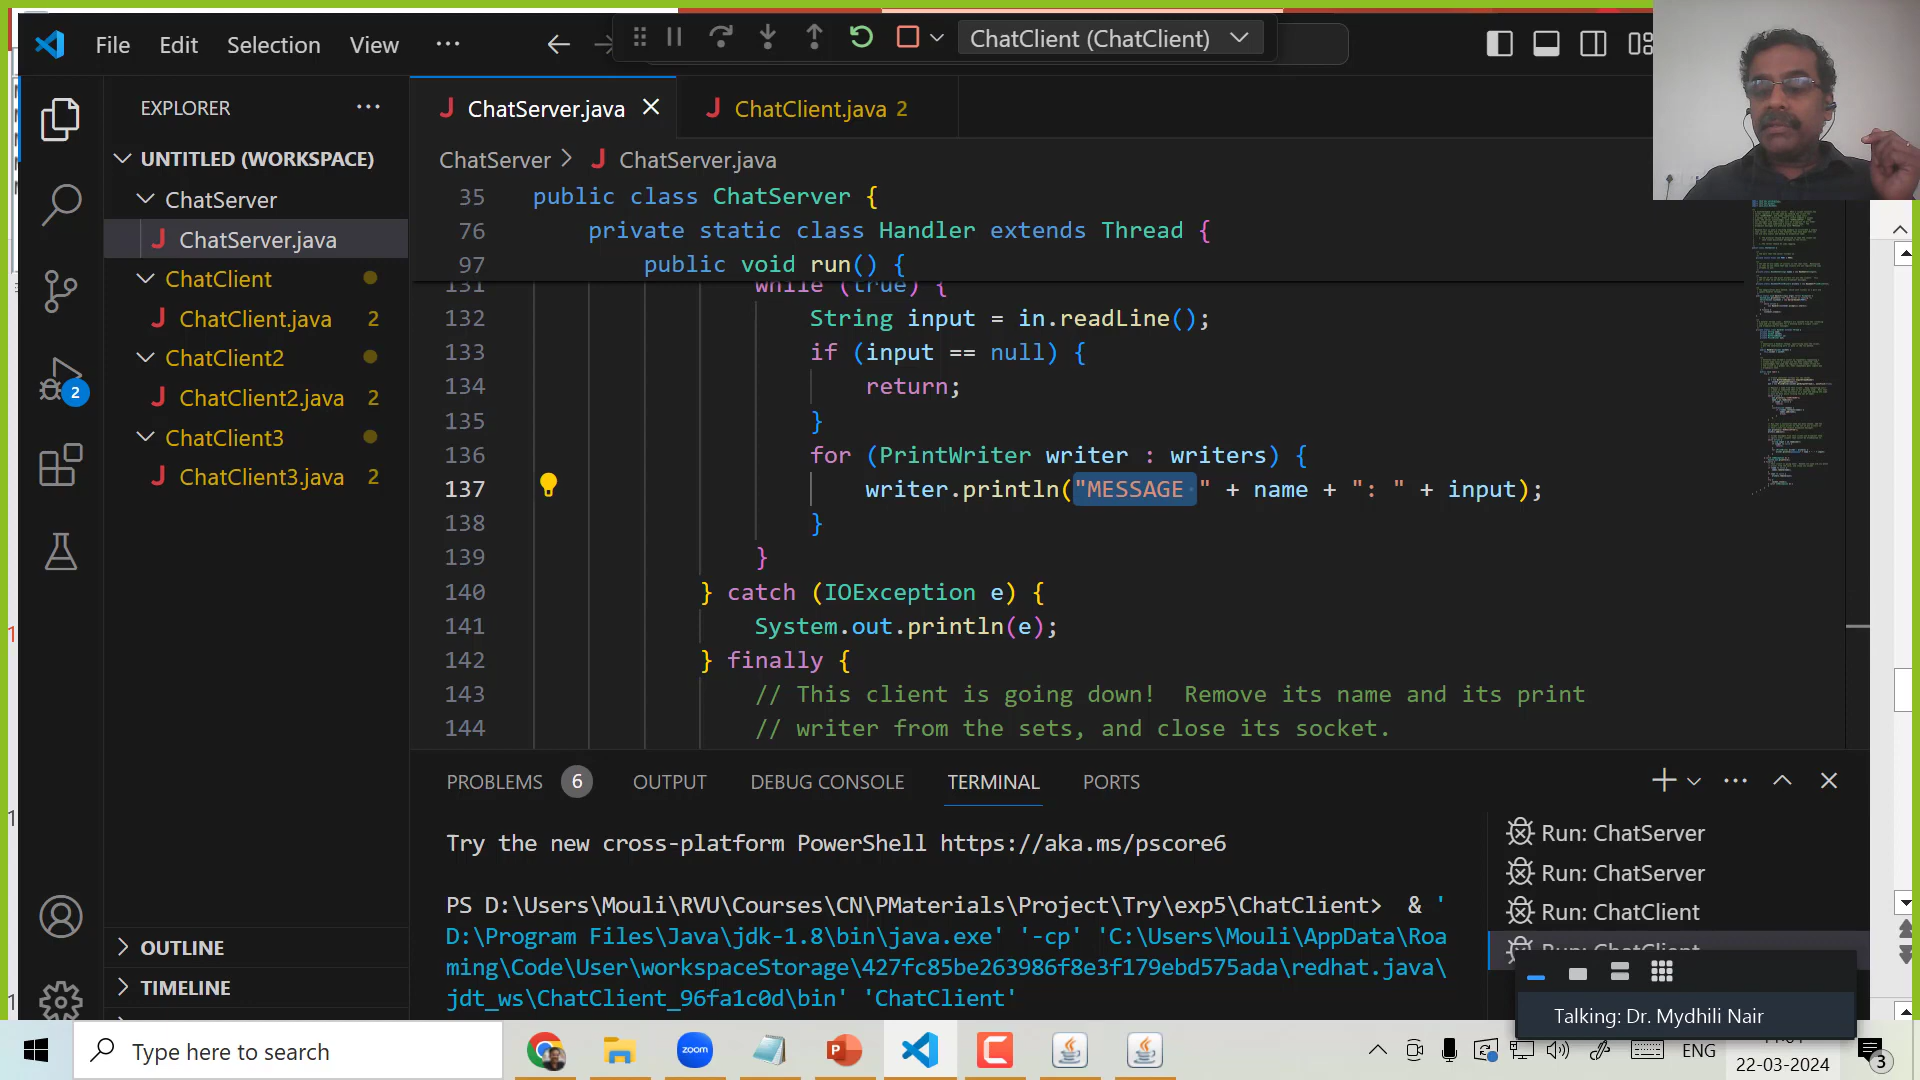 File Edit Selection View ···
ChatClient (ChatClient)
EXPLORER ···
UNTITLED (WORKSPACE)
ChatServer
ChatServer.java
ChatClient
ChatClient.java 2
ChatClient2
ChatClient2.java 2
ChatClient3
ChatClient3.java 2
2
OUTLINE
TIMELINE
ChatServer.java
ChatClient.java 2
ChatServer > ChatServer.java
35 public class ChatServer {
76 private static class Handler extends Thread {
97 public void run() {
131 while (true) {
132 String input = in.readLine();
133 if (input == null) {
134 return;
135 }
136 for (PrintWriter writer : writers) {
137 writer.println("MESSAGE " + name + ": " + input);
138 }
139 }
140 } catch (IOException e) {
141 System.out.println(e);
142 } finally {
143 // This client is going down!  Remove its name and its print
144 // writer from the sets, and close its socket.
PROBLEMS 6 OUTPUT DEBUG CONSOLE TERMINAL PORTS
Try the new cross-platform PowerShell https://aka.ms/pscore6
PS D:\Users\Mouli\RVU\Courses\CN\PMaterials\Project\Try\exp5\ChatClient>  & '
D:\Program Files\Java\jdk-1.8\bin\java.exe' '-cp' 'C:\Users\Mouli\AppData\Roa
ming\Code\User\workspaceStorage\427fc85be263986f8e3f179ebd575ada\redhat.java\
jdt_ws\ChatClient_96fa1c0d\bin' 'ChatClient'
Run: ChatServer
Run: ChatServer
Run: ChatClient
Run: ChatClient
Talking: Dr. Mydhili Nair
Type here to search
zoom
ENG
22-03-2024
3